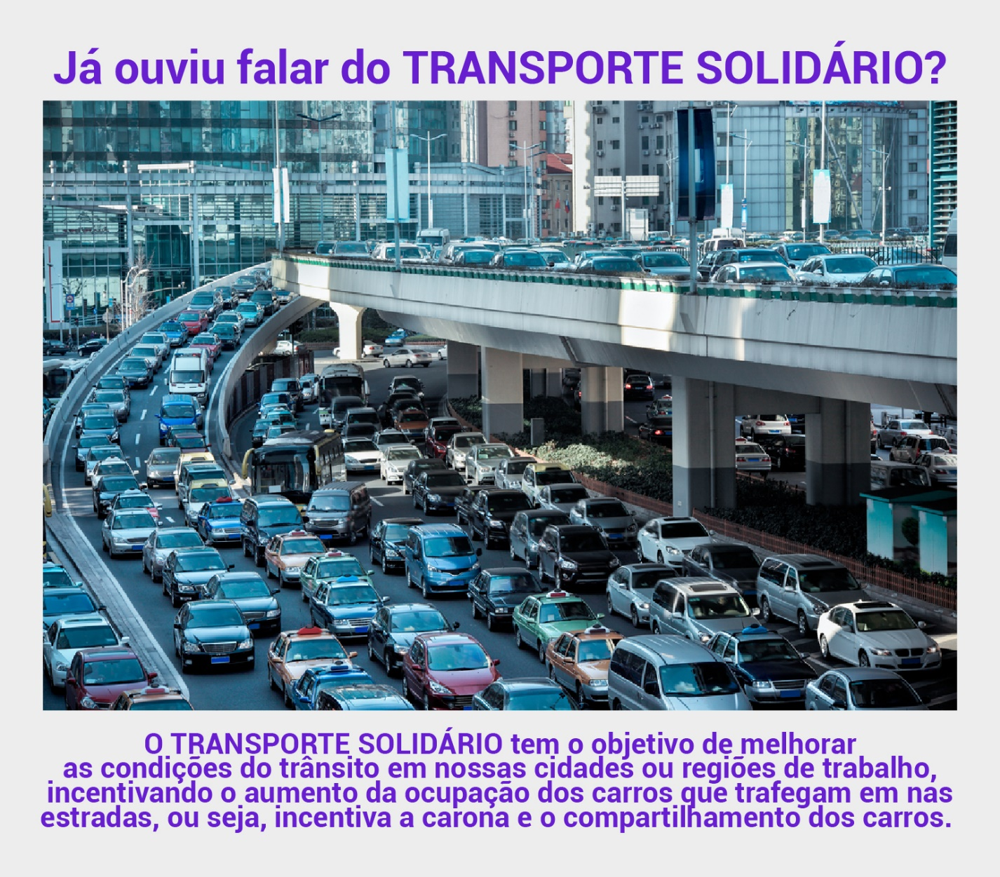 Já ouviu falar do TRANSPORTE SOLIDÁRIO?
O TRANSPORTE SOLIDÁRIO tem o objetivo de melhorar
as condições do trânsito em nossas cidades ou regiões de trabalho,
incentivando o aumento da ocupação dos carros que trafegam em nas
estradas, ou seja, incentiva a carona e o compartilhamento dos carros.